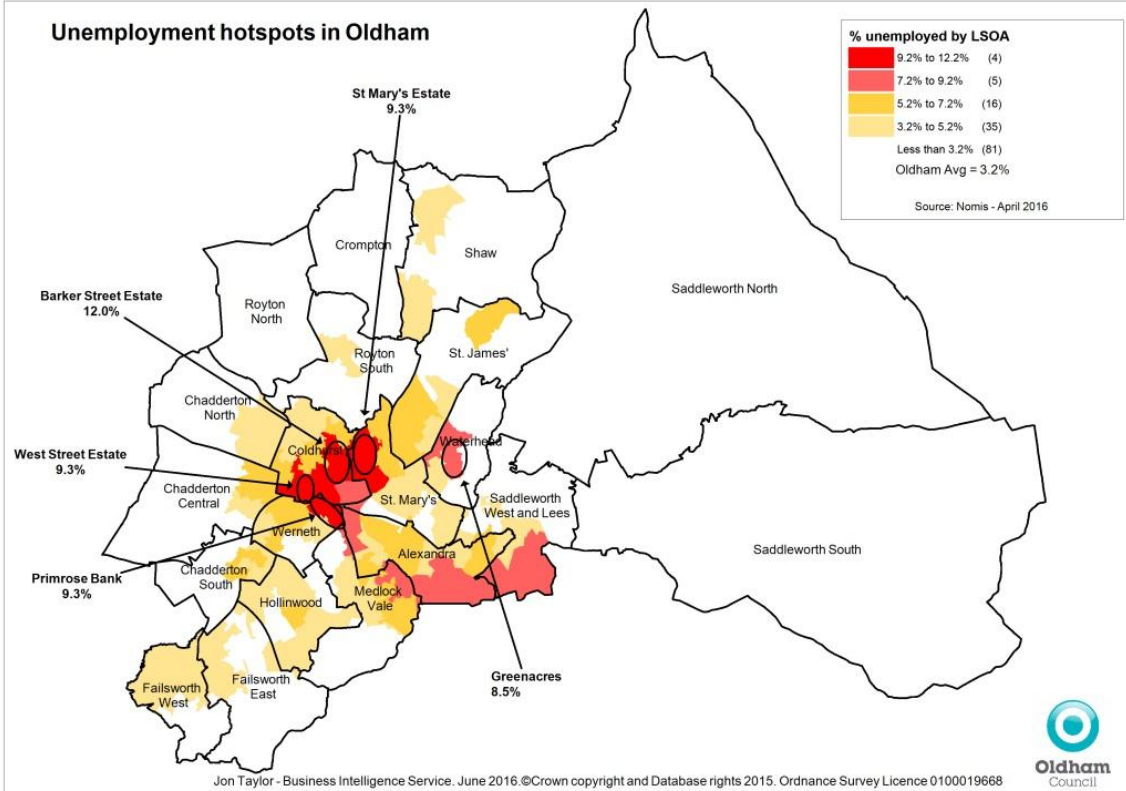 Unemployment hotspots in Oldham
% unemployed by LSOA
9.2% to 12.2% (4)
7.2% to 9.2% (5)
5.2% to 7.2% (16)
3.2% to 5.2% (35)
Less than 3.2% (81)
Oldham Avg = 3.2%
Source: Nomis - April 2016
St Mary's Estate
9.3%
Crompton
Shaw
Saddleworth North
Barker Street Estate
12.0%
Royton
North
Royton
South
St. James'
Chadderton
North
Coldhurst
Waterhead
West Street Estate
9.3%
Chadderton
Central
St. Mary's
Saddleworth
West and Lees
Werneth
Alexandra
Saddleworth South
Primrose Bank
9.3%
Chadderton
South
Hollinwood
Medlock
Vale
Failsworth
West
Failsworth
East
Greenacres
8.5%
Jon Taylor - Business Intelligence Service. June 2016.©Crown copyright and Database rights 2015. Ordnance Survey Licence 0100019668
Oldham
Council